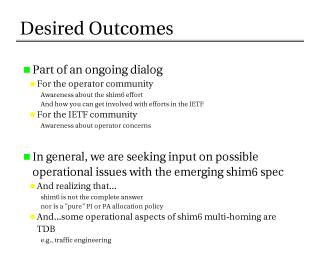 Desired Outcomes
Part of an ongoing dialog
For the operator community
Awareness about the shim6 effort
And how you can get involved with efforts in the IETF
For the IETF community
Awareness about operator concerns
In general, we are seeking input on possible
operational issues with the emerging shim6 spec
And realizing that...
shim6 is not the complete answer
nor is a "pure" PI or PA allocation policy
And...some operational aspects of shim6 multi-homing are
TDB
e.g., traffic engineering